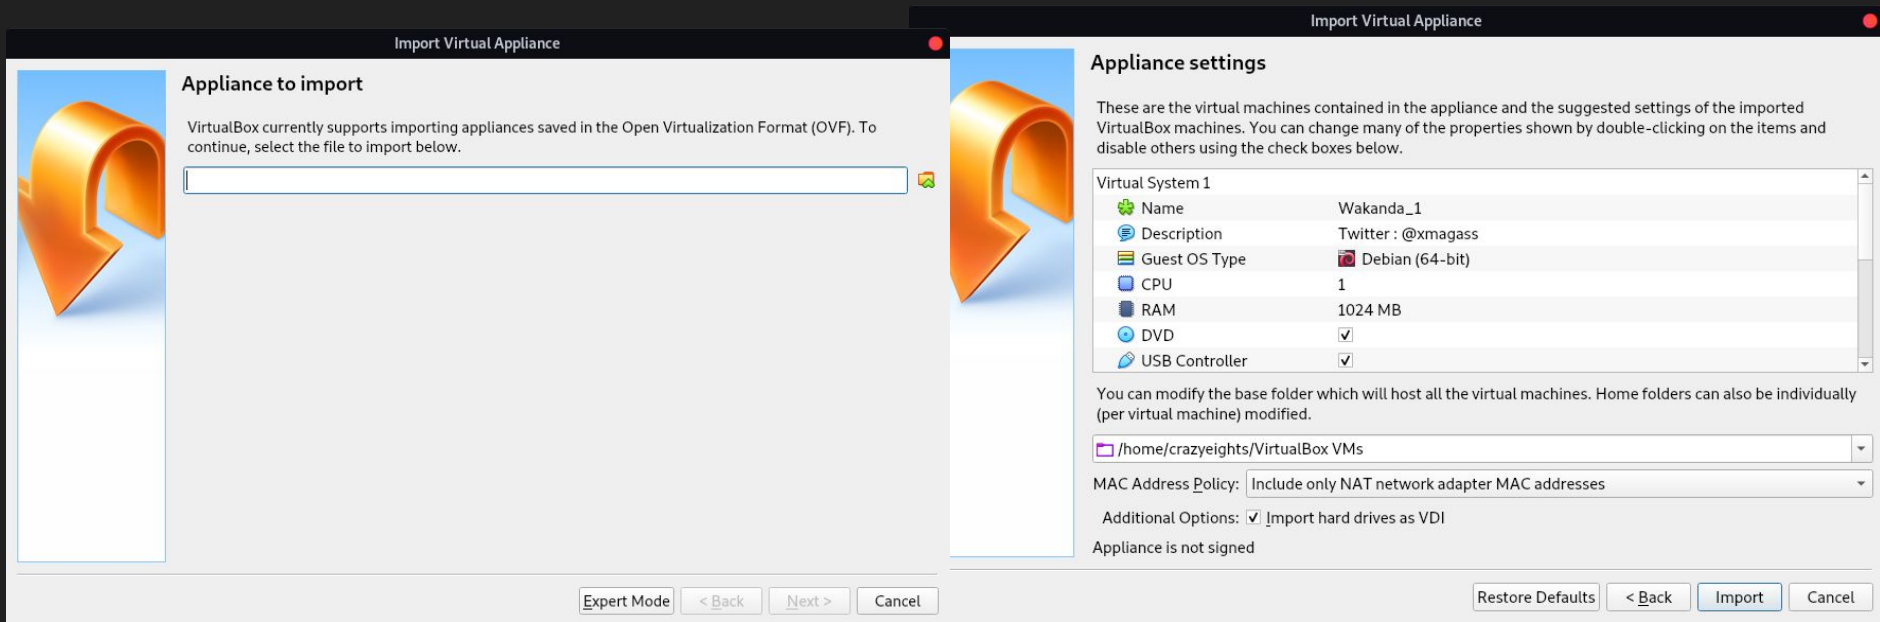 Import Virtual Appliance
Appliance to import
VirtualBox currently supports importing appliances saved in the Open Virtualization Format (OVF). To
continue, select the file to import below.
Expert Mode
< Back
Next >
Cancel
Import Virtual Appliance
Appliance settings
These are the virtual machines contained in the appliance and the suggested settings of the imported
VirtualBox machines. You can change many of the properties shown by double-clicking on the items and
disable others using the check boxes below.
Virtual System 1
Name Wakanda_1
Description Twitter : @xmagass
Guest OS Type Debian (64-bit)
CPU 1
RAM 1024 MB
DVD
USB Controller
You can modify the base folder which will host all the virtual machines. Home folders can also be individually
(per virtual machine) modified.
/home/crazyeights/VirtualBox VMs
MAC Address Policy: Include only NAT network adapter MAC addresses
Additional Options: Import hard drives as VDI
Appliance is not signed
Restore Defaults
< Back
Import
Cancel